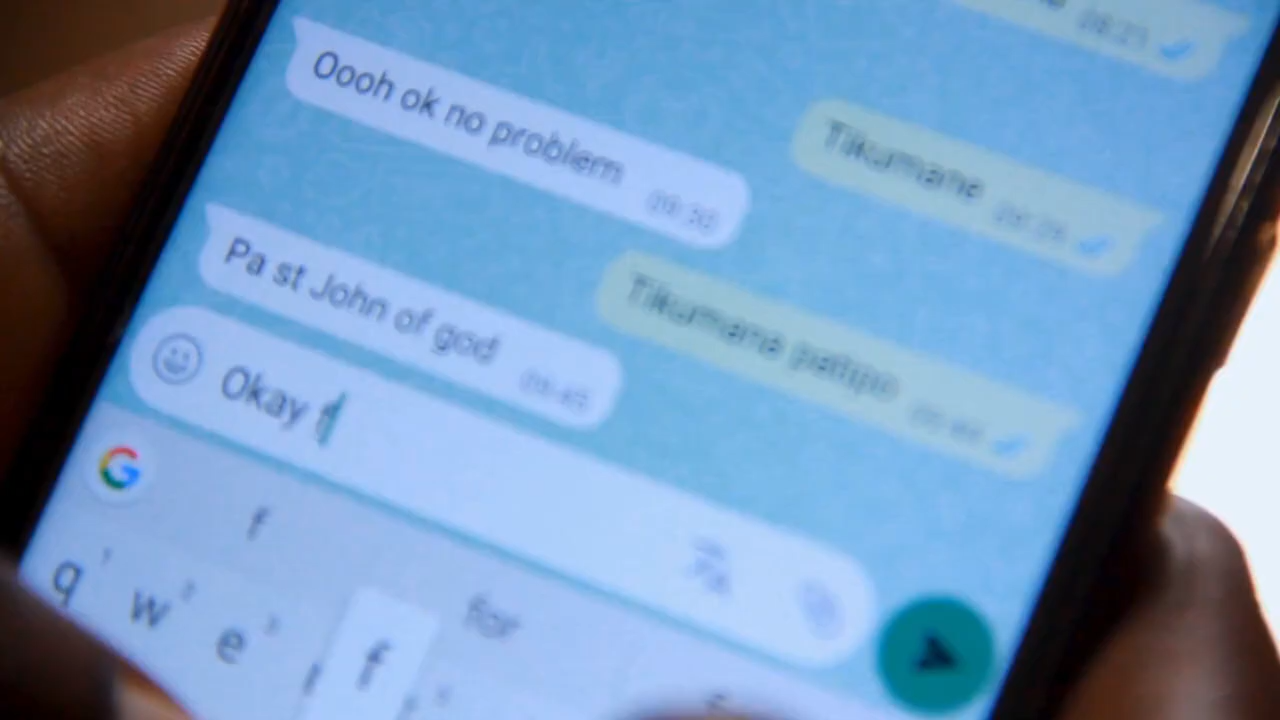 Oooh ok no problem
Tikumane
Pa st John of god
Tikumane patipo
Okay f
G
f
for
q w e
f